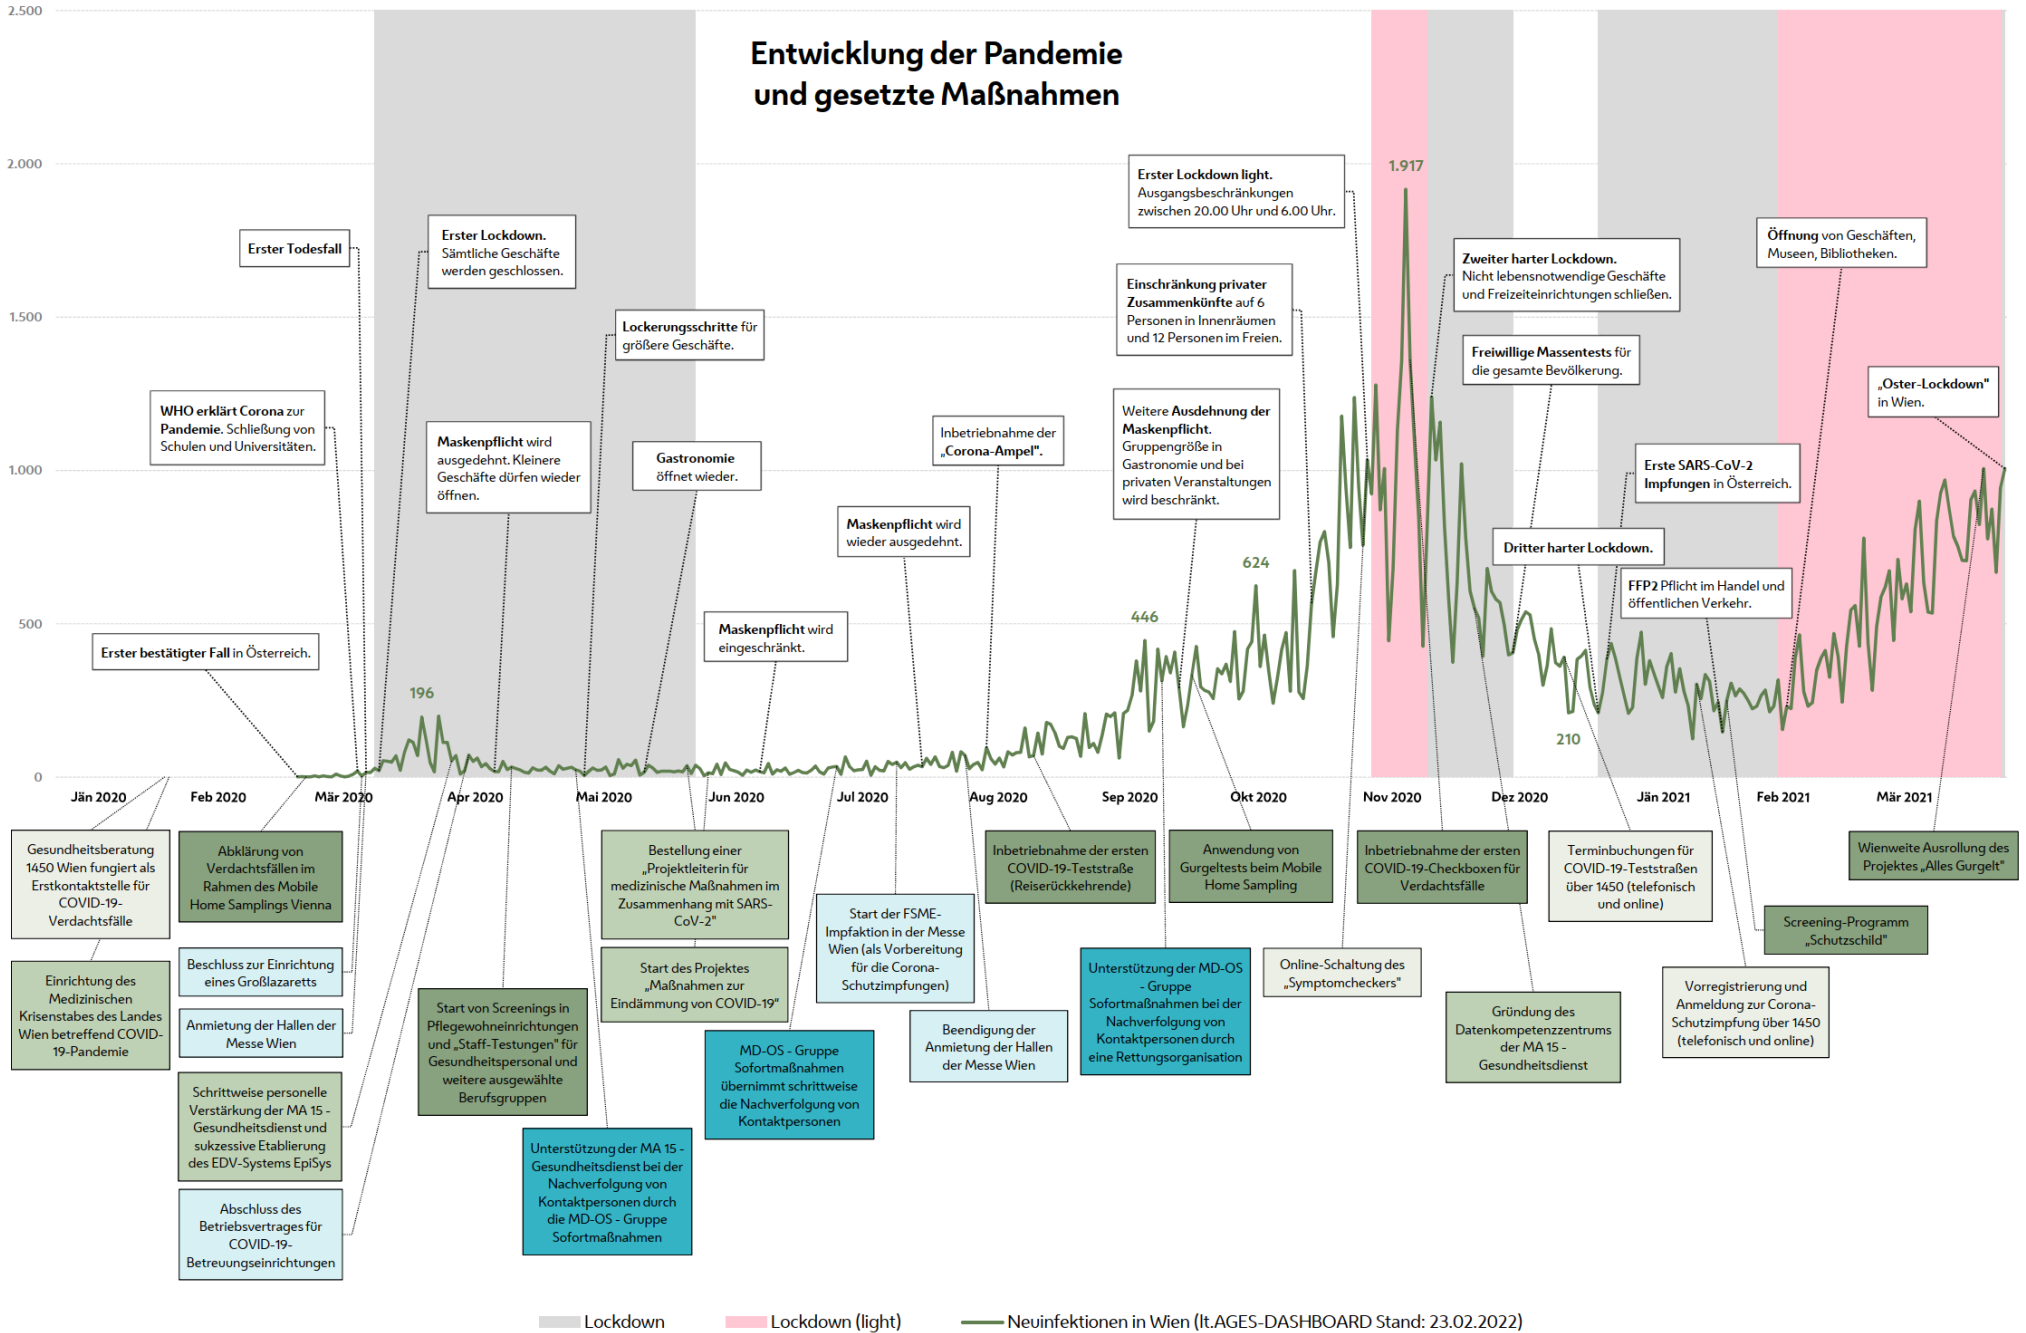 Entwicklung der Pandemie
und gesetzte Maßnahmen
2.500
2.000
1.500
1.000
500
0
Erster bestätigter Fall in Österreich.
WHO erklärt Corona zur
Pandemie. Schließung von
Schulen und Universitäten.
Erster Todesfall
Erster Lockdown.
Sämtliche Geschäfte
werden geschlossen.
196
Maskenpflicht wird
ausgedehnt. Kleinere
Geschäfte dürfen wieder
öffnen.
Lockerungsschritte für
größere Geschäfte.
Gastronomie
öffnet wieder.
Maskenpflicht wird
eingeschränkt.
Maskenpflicht wird
wieder ausgedehnt.
Inbetriebnahme der
„Corona-Ampel".
446
Weitere Ausdehnung der
Maskenpflicht.
Gruppengröße in
Gastronomie und bei
privaten Veranstaltungen
wird beschränkt.
624
Einschränkung privater
Zusammenkünfte auf 6
Personen in Innenräumen
und 12 Personen im Freien.
Erster Lockdown light.
Ausgangsbeschränkungen
zwischen 20.00 Uhr und 6.00 Uhr.
1.917
Zweiter harter Lockdown.
Nicht lebensnotwendige Geschäfte
und Freizeiteinrichtungen schließen.
Freiwillige Massentests für
die gesamte Bevölkerung.
Dritter harter Lockdown.
210
Erste SARS-CoV-2
Impfungen in Österreich.
FFP2 Pflicht im Handel und
öffentlichen Verkehr.
Öffnung von Geschäften,
Museen, Bibliotheken.
„Oster-Lockdown"
in Wien.
Jän 2020
Feb 2020
Mär 2020
Apr 2020
Mai 2020
Jun 2020
Jul 2020
Aug 2020
Sep 2020
Okt 2020
Nov 2020
Dez 2020
Jän 2021
Feb 2021
Mär 2021
Gesundheitsberatung
1450 Wien fungiert als
Erstkontaktstelle für
COVID-19-
Verdachtsfälle
Einrichtung des
Medizinischen
Krisenstabes des Landes
Wien betreffend COVID-
19-Pandemie
Abklärung von
Verdachtsfällen im
Rahmen des Mobile
Home Samplings Vienna
Beschluss zur Einrichtung
eines Großlazaretts
Anmietung der Hallen der
Messe Wien
Schrittweise personelle
Verstärkung der MA 15 -
Gesundheitsdienst und
sukzessive Etablierung
des EDV-Systems EpiSys
Abschluss des
Betriebsvertrages für
COVID-19-
Betreuungseinrichtungen
Start von Screenings in
Pflegewohneinrichtungen
und „Staff-Testungen" für
Gesundheitspersonal und
weitere ausgewählte
Berufsgruppen
Unterstützung der MA 15 -
Gesundheitsdienst bei der
Nachverfolgung von
Kontaktpersonen durch
die MD-OS - Gruppe
Sofortmaßnahmen
Bestellung einer
„Projektleiterin für
medizinische Maßnahmen im
Zusammenhang mit SARS-
CoV-2"
Start des Projektes
„Maßnahmen zur
Eindämmung von COVID-19"
MD-OS - Gruppe
Sofortmaßnahmen
übernimmt schrittweise
die Nachverfolgung von
Kontaktpersonen
Start der FSME-
Impfaktion in der Messe
Wien (als Vorbereitung
für die Corona-
Schutzimpfungen)
Beendigung der
Anmietung der Hallen
der Messe Wien
Inbetriebnahme der ersten
COVID-19-Teststraße
(Reiserückkehrende)
Unterstützung der MD-OS
- Gruppe
Sofortmaßnahmen bei der
Nachverfolgung von
Kontaktpersonen durch
eine Rettungsorganisation
Anwendung von
Gurgeltests beim Mobile
Home Sampling
Online-Schaltung des
„Symptomcheckers"
Inbetriebnahme der ersten
COVID-19-Checkboxen für
Verdachtsfälle
Gründung des
Datenkompetenzzentrums
der MA 15 -
Gesundheitsdienst
Terminbuchungen für
COVID-19-Teststraßen
über 1450 (telefonisch
und online)
Vorregistrierung und
Anmeldung zur Corona-
Schutzimpfung über 1450
(telefonisch und online)
Screening-Programm
„Schutzschild"
Wienweite Ausrollung des
Projektes „Alles Gurgelt"
Lockdown
Lockdown (light)
Neuinfektionen in Wien (lt.AGES-DASHBOARD Stand: 23.02.2022)